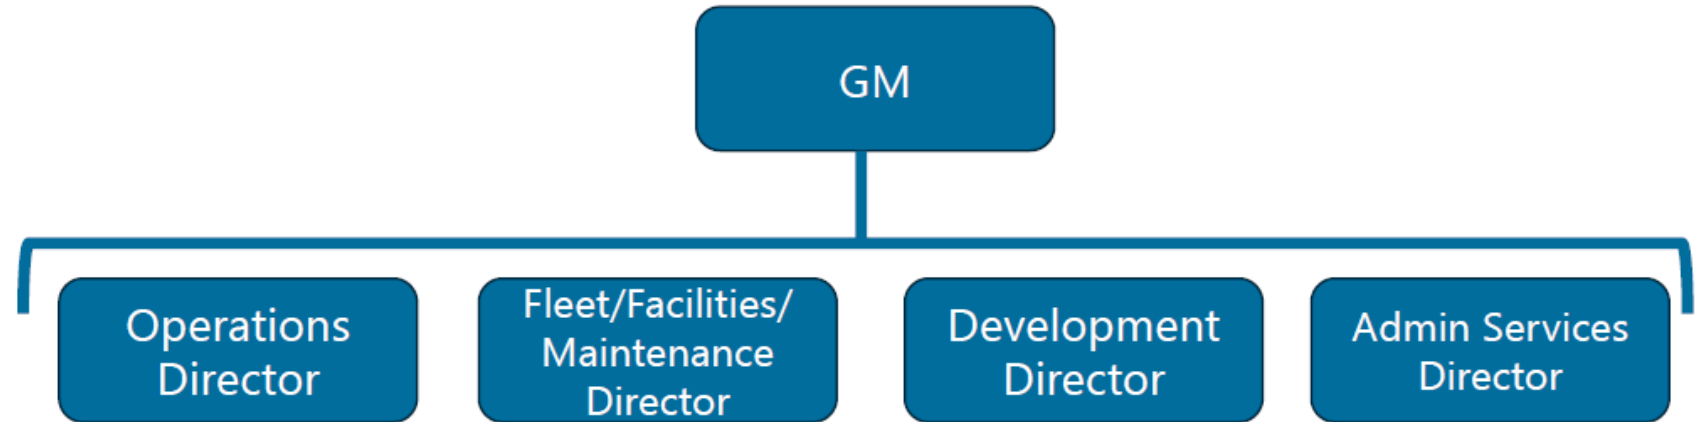 GM
Operations
Director
Fleet/Facilities/
Maintenance
Director
Development
Director
Admin Services
Director